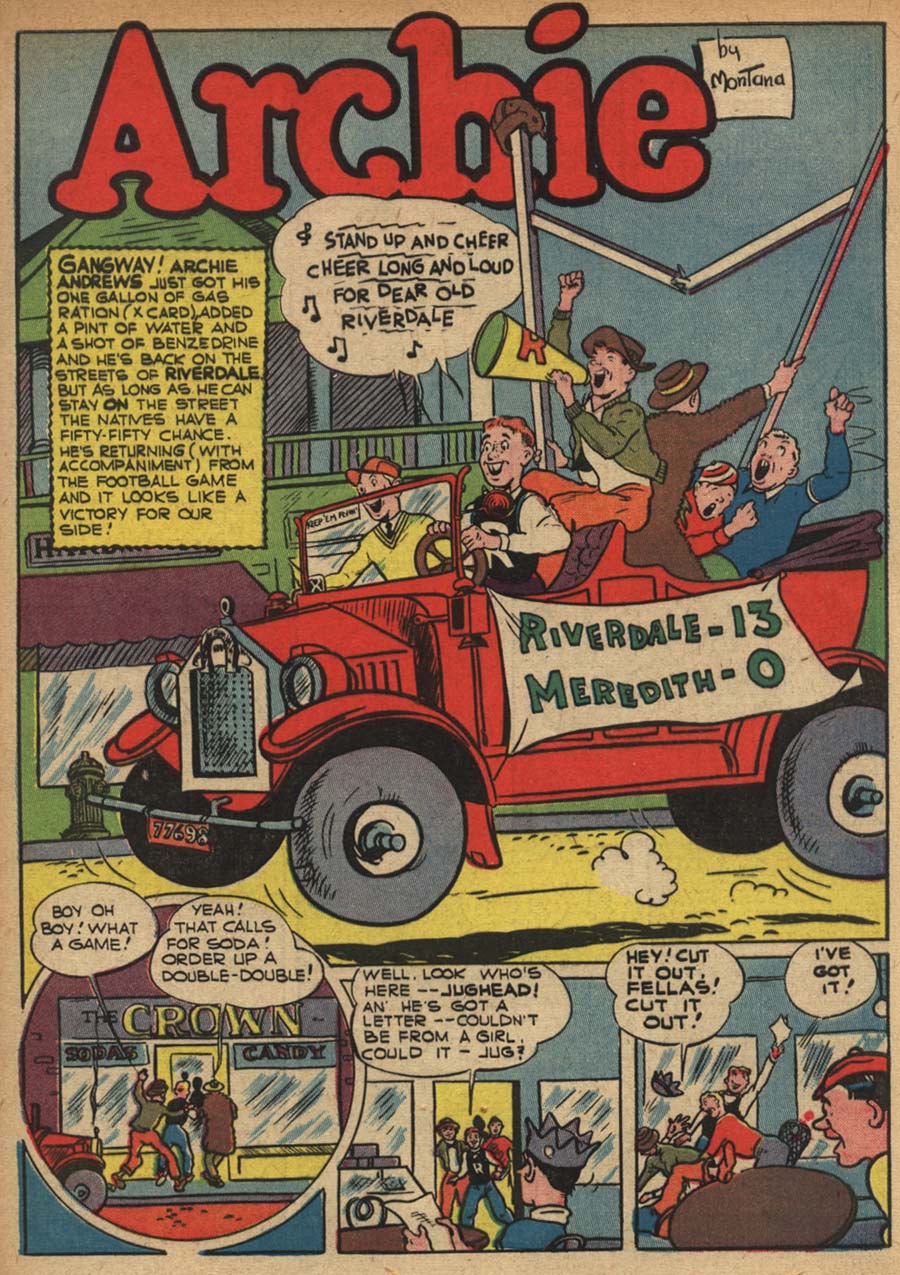 Archie
by
Montana
GANGWAY! ARCHIE
ANDREWS JUST GOT HIS
ONE GALLON OF GAS
RATION (X CARD), ADDED
A PINT OF WATER AND
A SHOT OF BENZEDRINE
AND HE'S BACK ON THE
STREETS OF RIVERDALE.
BUT AS LONG AS HE CAN
STAY ON THE STREET
THE NATIVES HAVE A
FIFTY-FIFTY CHANCE.
HE'S RETURNING (WITH
ACCOMPANIMENT) FROM
THE FOOTBALL GAME
AND IT LOOKS LIKE A
VICTORY FOR OUR
SIDE!
STAND UP AND CHEER
CHEER LONG AND LOUD
FOR DEAR OLD
RIVERDALE
R
KEEP 'EM
RIVERDALE - 13
MEREDITH - 0
77698
BOY OH
BOY! WHAT
A GAME!
YEAH!
THAT CALLS
FOR SODA!
ORDER UP A
DOUBLE-DOUBLE!
THE CROWN
SODAS
CANDY
WELL, LOOK WHO'S
HERE -- JUGHEAD!
AN' HE'S GOT A
LETTER -- COULDN'T
BE FROM A GIRL,
COULD IT - JUG?
R
HEY! CUT
IT OUT,
FELLAS!
CUT IT
OUT!
I'VE
GOT
IT!